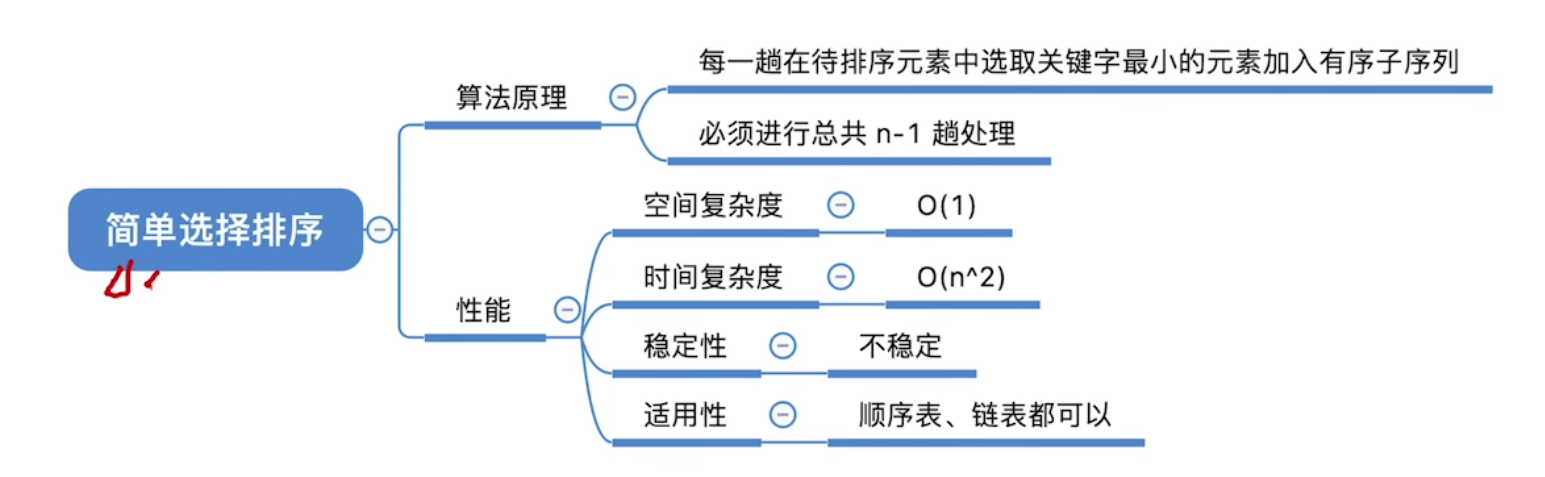 简单选择排序
算法原理
每一趟在待排序元素中选取关键字最小的元素加入有序子序列
必须进行总共 n-1 趟处理
性能
空间复杂度
O(1)
时间复杂度
O(n^2)
稳定性
不稳定
适用性
顺序表、链表都可以